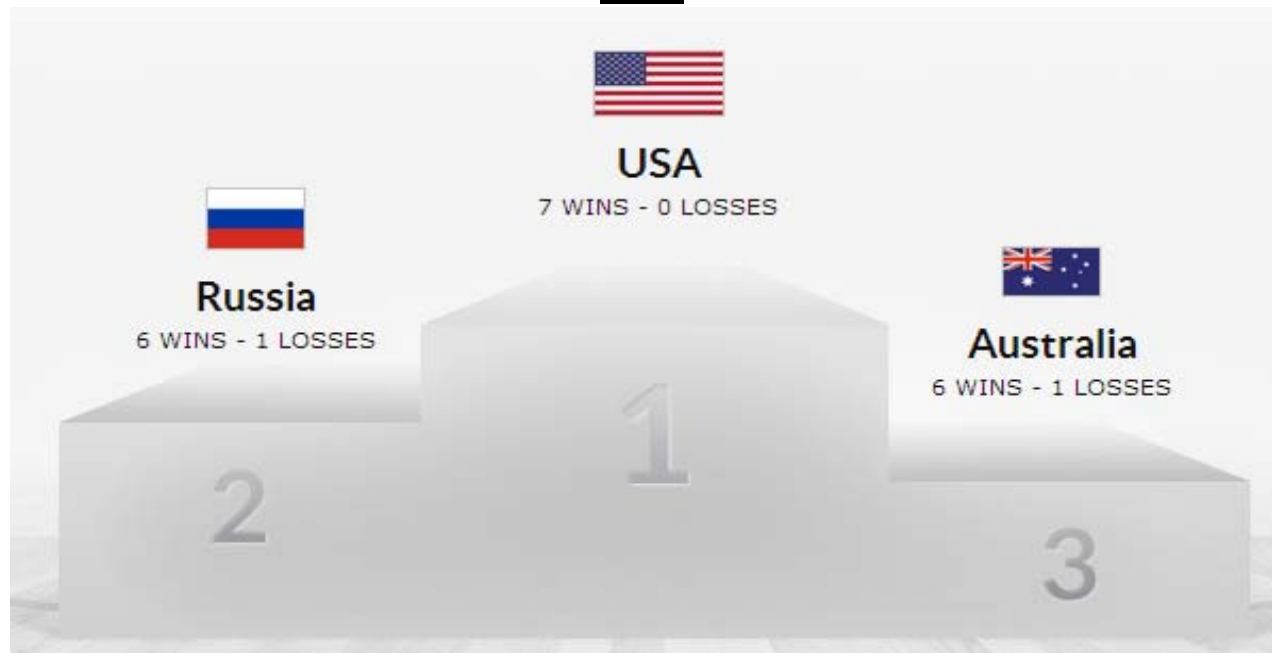 USA
7 WINS - 0 LOSSES
Russia
6 WINS - 1 LOSSES
Australia
6 WINS - 1 LOSSES
1
2
3